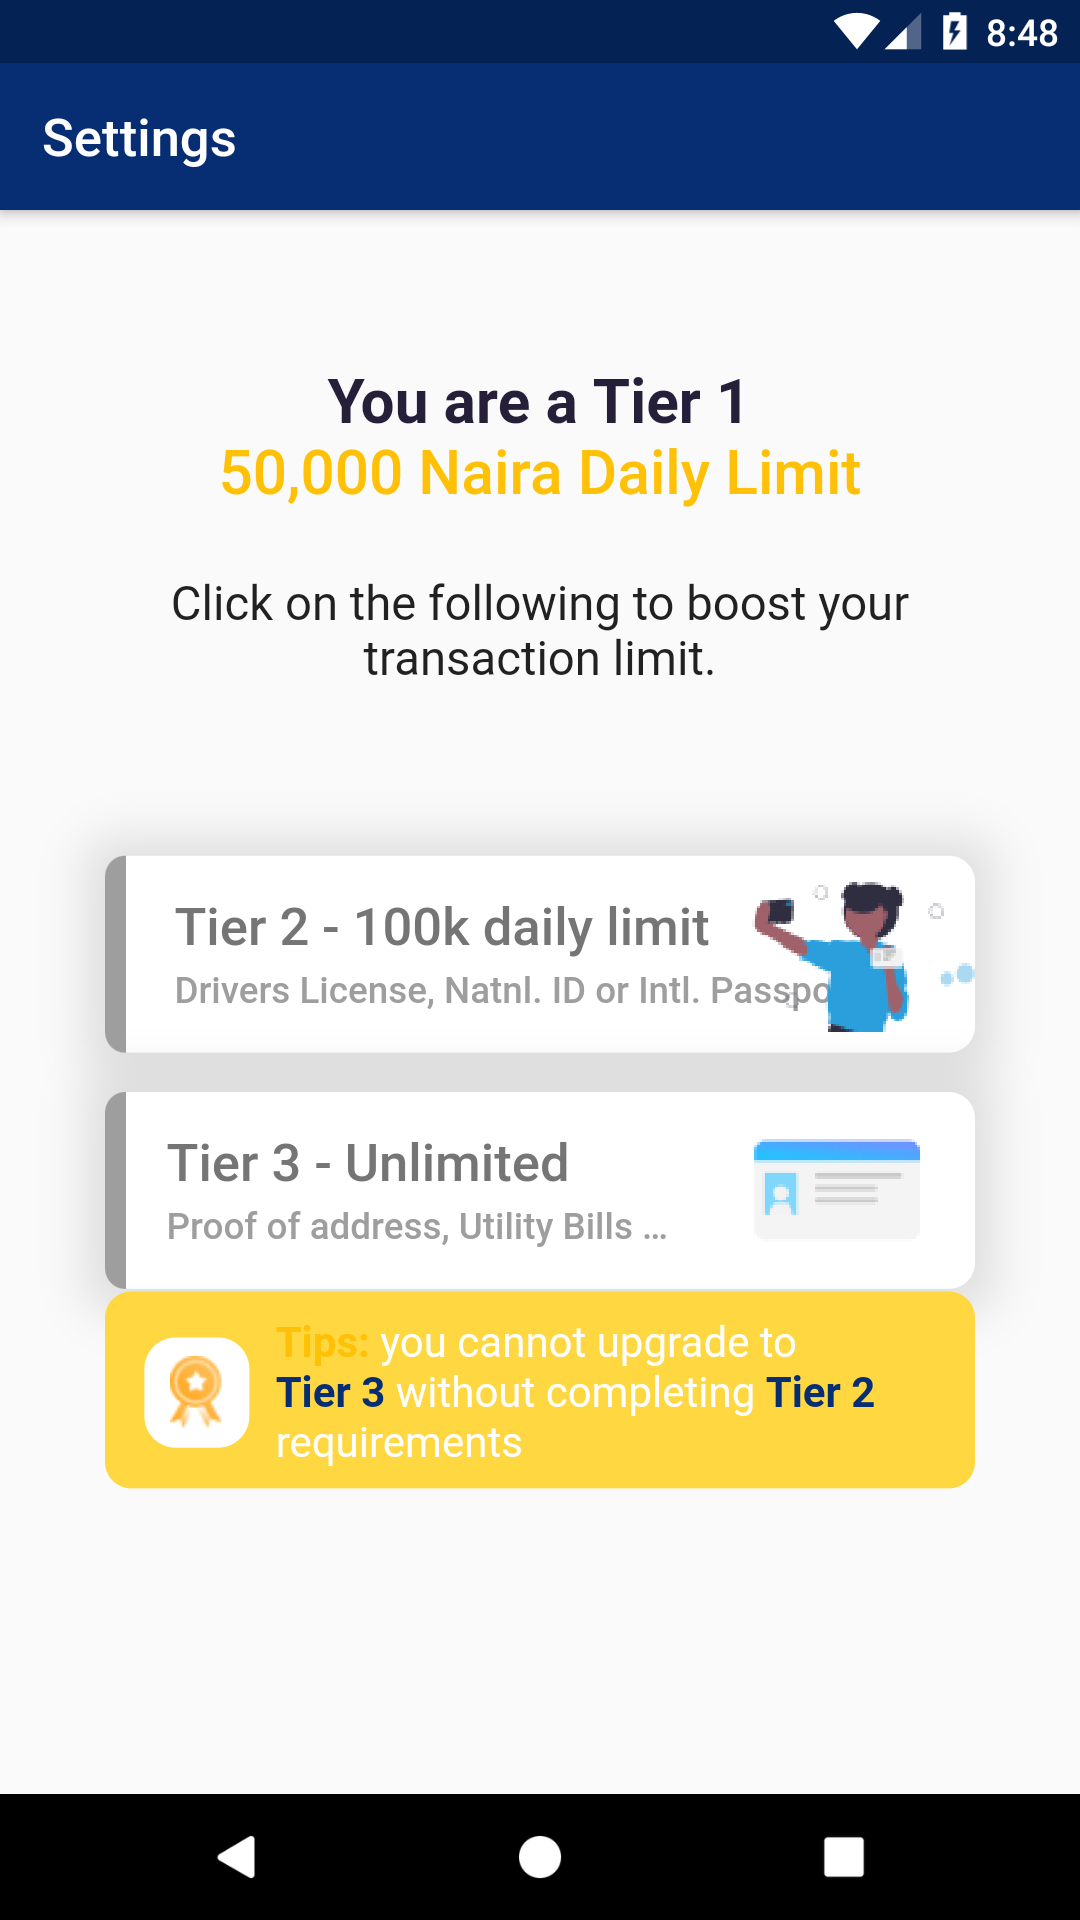 8:48
Settings
You are a Tier 1
50,000 Naira Daily Limit
Click on the following to boost your
transaction limit.
Tier 2 - 100k daily limit
Drivers License, Natnl. ID or Intl. Passpo
Tier 3 - Unlimited
Proof of address, Utility Bills ...
Tips: you cannot upgrade to
Tier 3 without completing Tier 2
requirements